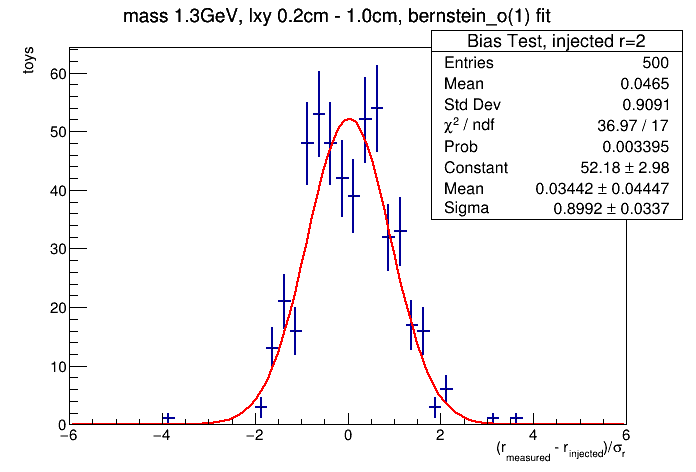 mass 1.3GeV, lxy 0.2cm - 1.0cm, bernstein_o(1) fit
Bias Test, injected r=2
Entries 500
Mean 0.0465
Std Dev 0.9091
χ² / ndf 36.97 / 17
Prob 0.003395
Constant 52.18 ± 2.98
Mean 0.03442 ± 0.04447
Sigma 0.8992 ± 0.0337
toys
60
50
40
30
20
10
0
−6 −4 −2 0 2 4 6
(r_measured - r_injected)/σ_r